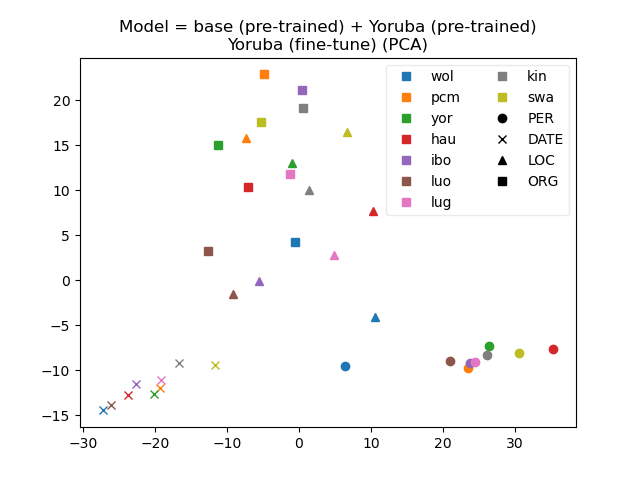 Model = base (pre-trained) + Yoruba (pre-trained)
Yoruba (fine-tune) (PCA)
wol
pcm
yor
hau
ibo
luo
lug
kin
swa
PER
DATE
LOC
ORG
20
15
10
5
0
−5
−10
−15
−30
−20
−10
0
10
20
30